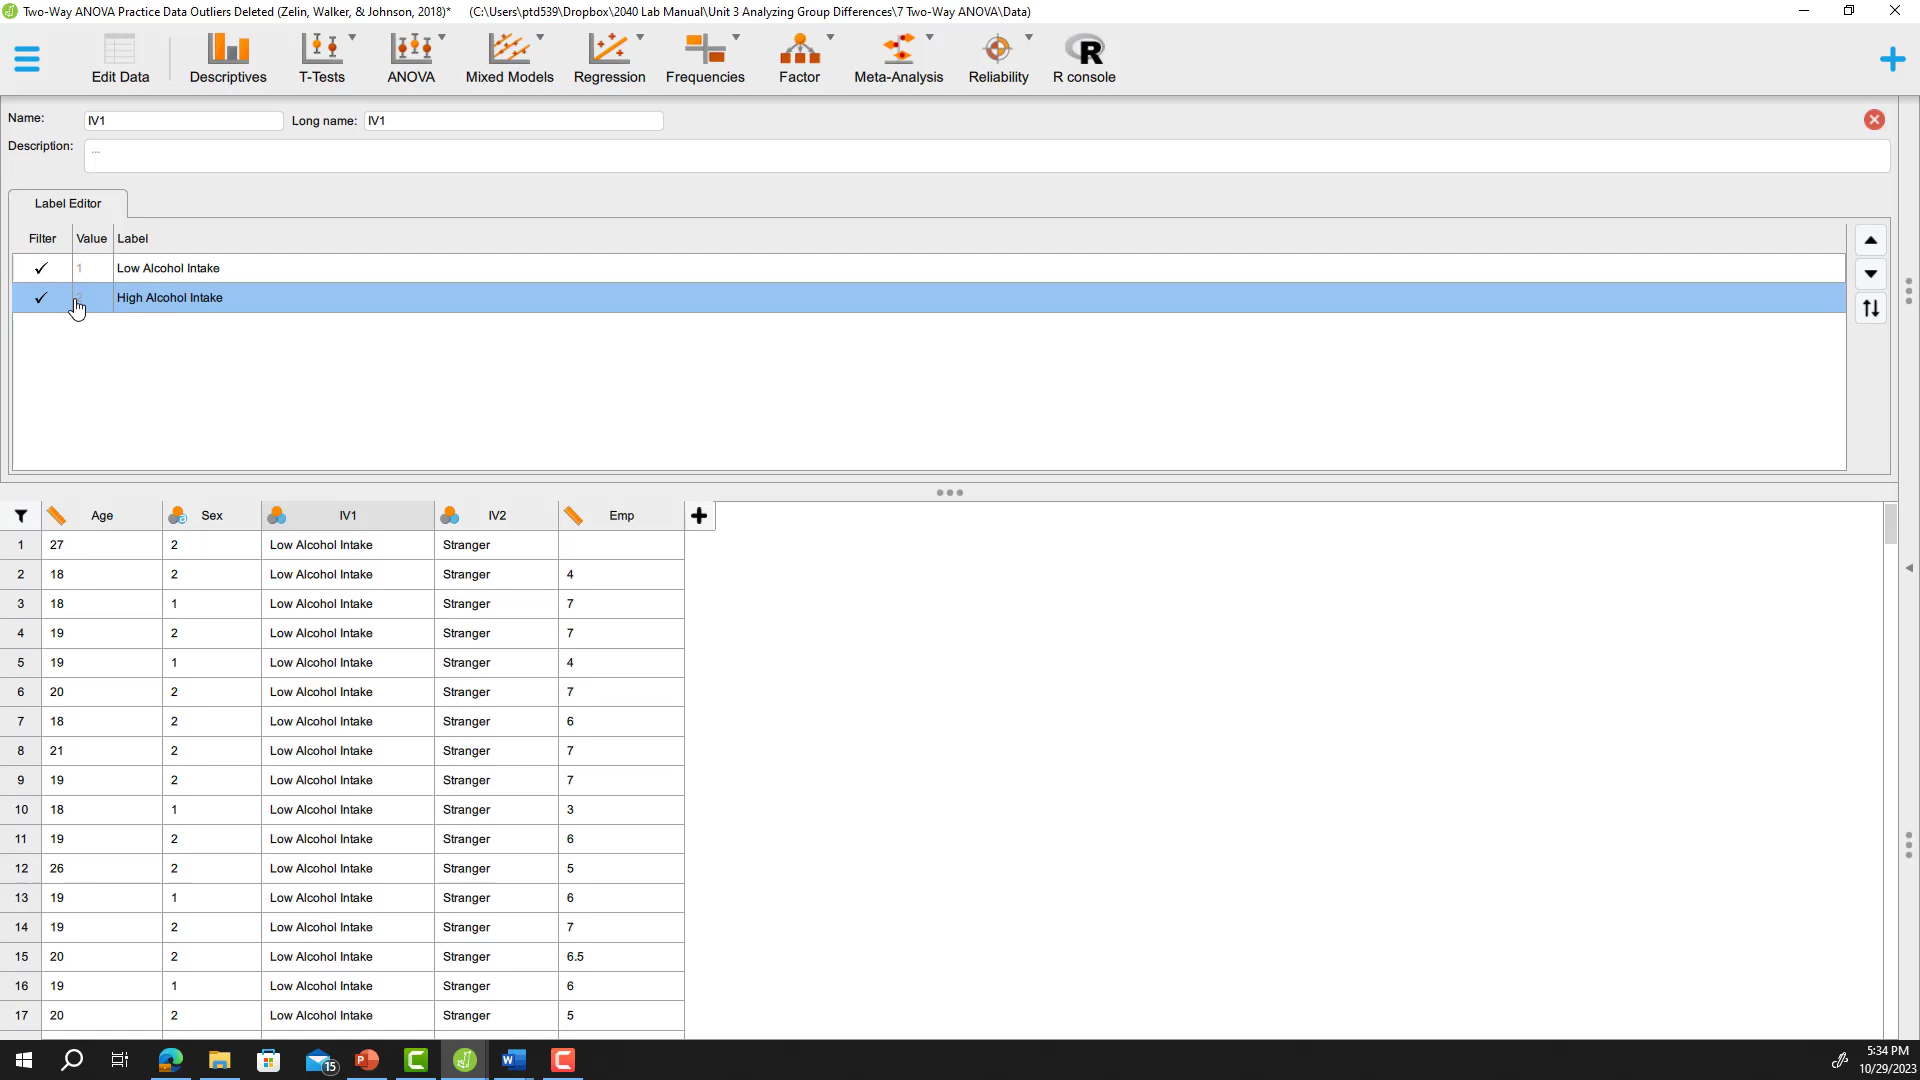 Two-Way ANOVA Practice Data Outliers Deleted (Zelin, Walker, & Johnson, 2018)* (C:\Users\ptd539\Dropbox\2040 Lab Manual\Unit 3 Analyzing Group Differences\7 Two-Way ANOVA\Data)
Edit Data Descriptives T-Tests ANOVA Mixed Models Regression Frequencies Factor Meta-Analysis Reliability R console
Name: IV1 Long name: IV1
Description: ...
Label Editor
Filter Value Label
1 Low Alcohol Intake
High Alcohol Intake
Age Sex IV1 IV2 Emp
1 27 2 Low Alcohol Intake Stranger
2 18 2 Low Alcohol Intake Stranger 4
3 18 1 Low Alcohol Intake Stranger 7
4 19 2 Low Alcohol Intake Stranger 7
5 19 1 Low Alcohol Intake Stranger 4
6 20 2 Low Alcohol Intake Stranger 7
7 18 2 Low Alcohol Intake Stranger 6
8 21 2 Low Alcohol Intake Stranger 7
9 19 2 Low Alcohol Intake Stranger 7
10 18 1 Low Alcohol Intake Stranger 3
11 19 2 Low Alcohol Intake Stranger 6
12 26 2 Low Alcohol Intake Stranger 5
13 19 1 Low Alcohol Intake Stranger 6
14 19 2 Low Alcohol Intake Stranger 7
15 20 2 Low Alcohol Intake Stranger 6.5
16 19 1 Low Alcohol Intake Stranger 6
17 20 2 Low Alcohol Intake Stranger 5
15
5:34 PM
10/29/2023